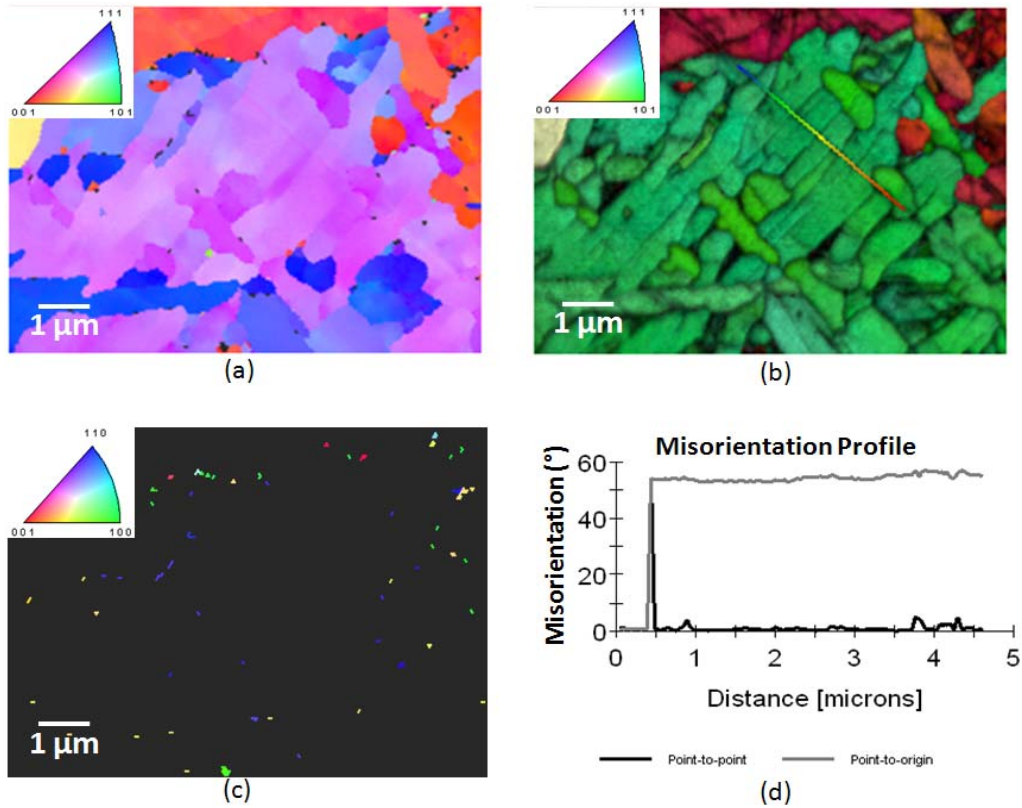 111
001
101
1 µm
(a)
111
001
101
1 µm
(b)
110
001
100
1 µm
(c)
Misorientation Profile
Misorientation (°)
60
40
20
0
0 1 2 3 4 5
Distance [microns]
Point-to-point Point-to-origin
(d)